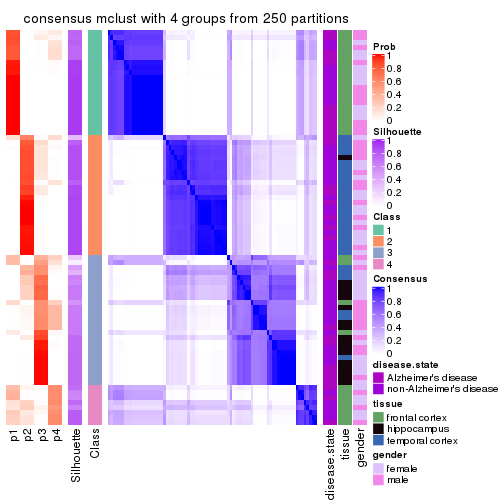 consensus mclust with 4 groups from 250 partitions
Prob
1
0.8
0.6
0.4
0.2
0
Silhouette
1
0.8
0.6
0.4
0.2
0
Class
1
2
3
4
Consensus
1
0.8
0.6
0.4
0.2
0
disease.state
Alzheimer's disease
non-Alzheimer's disease
tissue
frontal cortex
hippocampus
temporal cortex
gender
female
male
p1
p2
p3
p4
Silhouette
Class
disease.state
tissue
gender